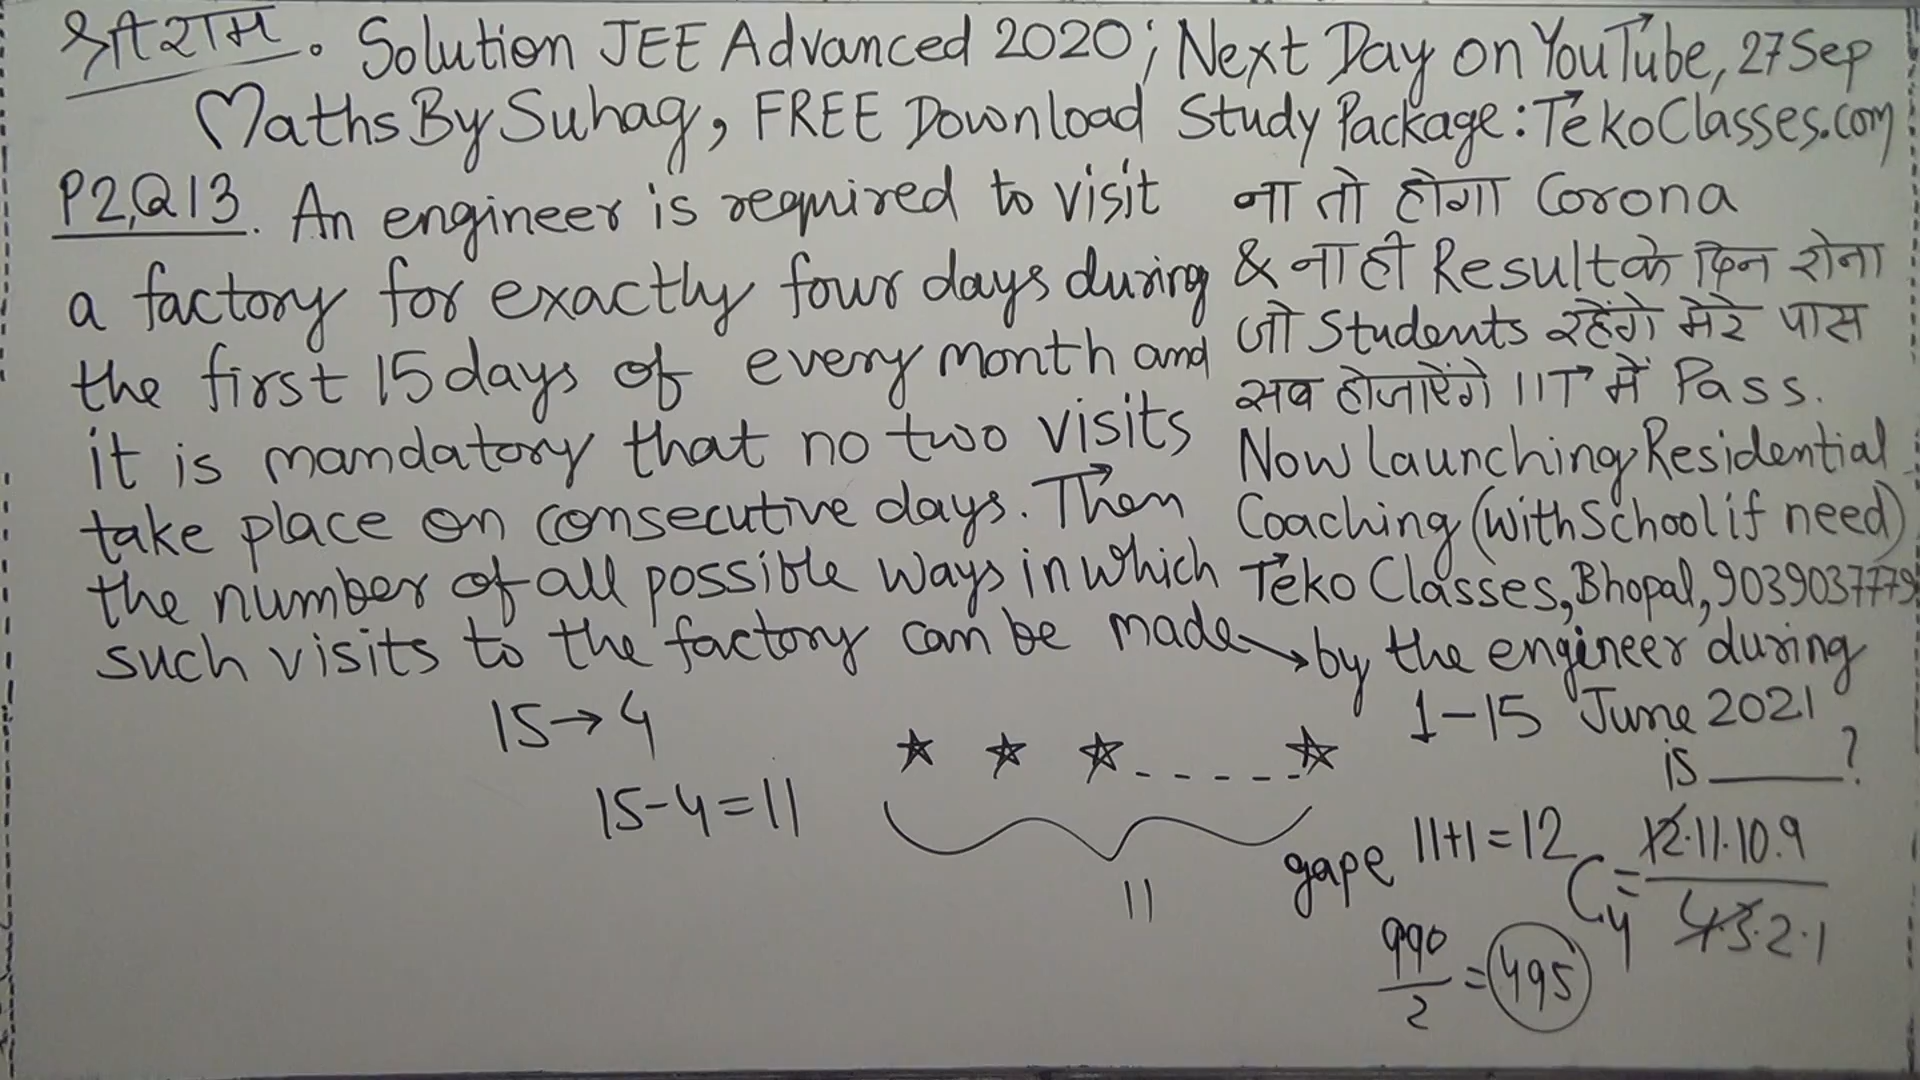 श्री राम. Solution JEE Advanced 2020; Next Day on YouTube, 27 Sep
Maths By Suhag, FREE Download Study Package: TekoClasses.com
P2,Q13. An engineer is required to visit
a factory for exactly four days during
the first 15 days of every month and
it is mandatory that no two visits
take place on consecutive days. Then
the number of all possible ways in which
such visits to the factory can be made
by the engineer during
1-15 June 2021
is ____?
ना तो होगा Corona
& ना ही Result के दिन रोना
जो Students रहेंगे मेरे पास
सब होजाएंगे IIT में Pass.
Now Launching Residential
Coaching (with School if need)
Teko Classes, Bhopal, 9039037779
15→4
15-4=11
★ ★ ★ - - - - - ★
11
gape 11+1=12
C4 = 12.11.10.9
4.3.2.1
990
2
=495